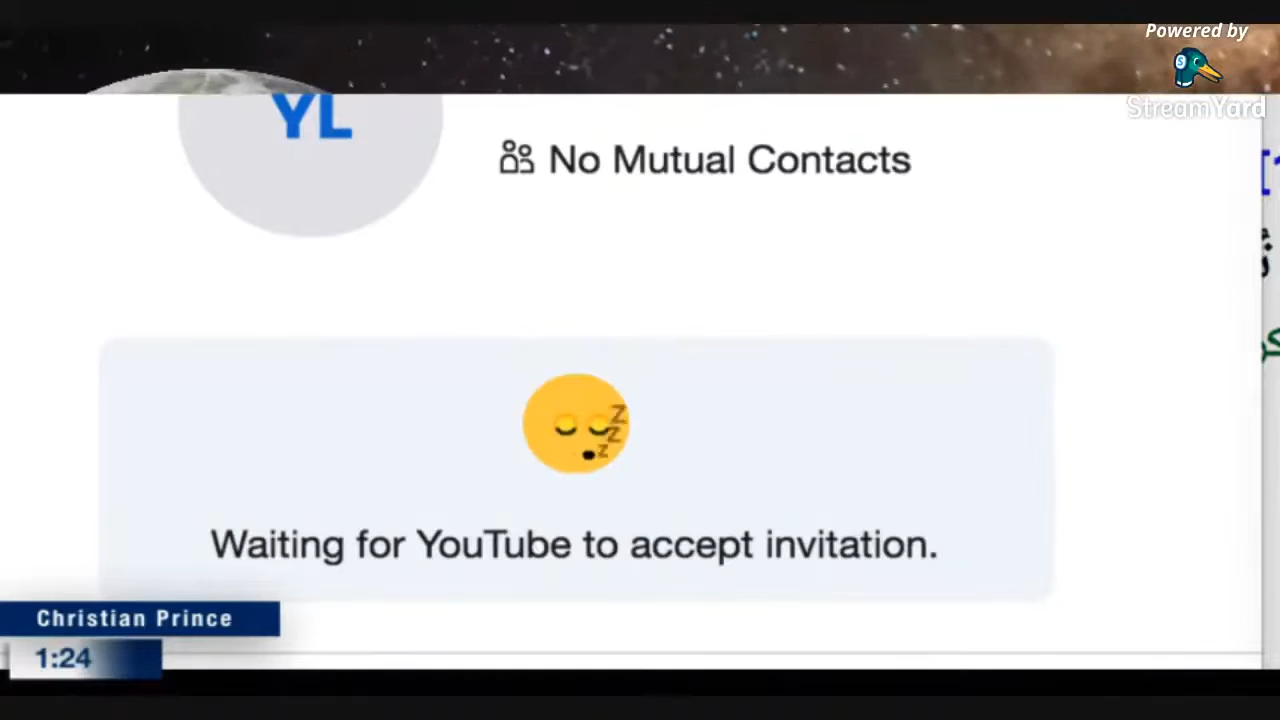 Powered by
StreamYard
YL
No Mutual Contacts
Waiting for YouTube to accept invitation.
Christian Prince
1:24